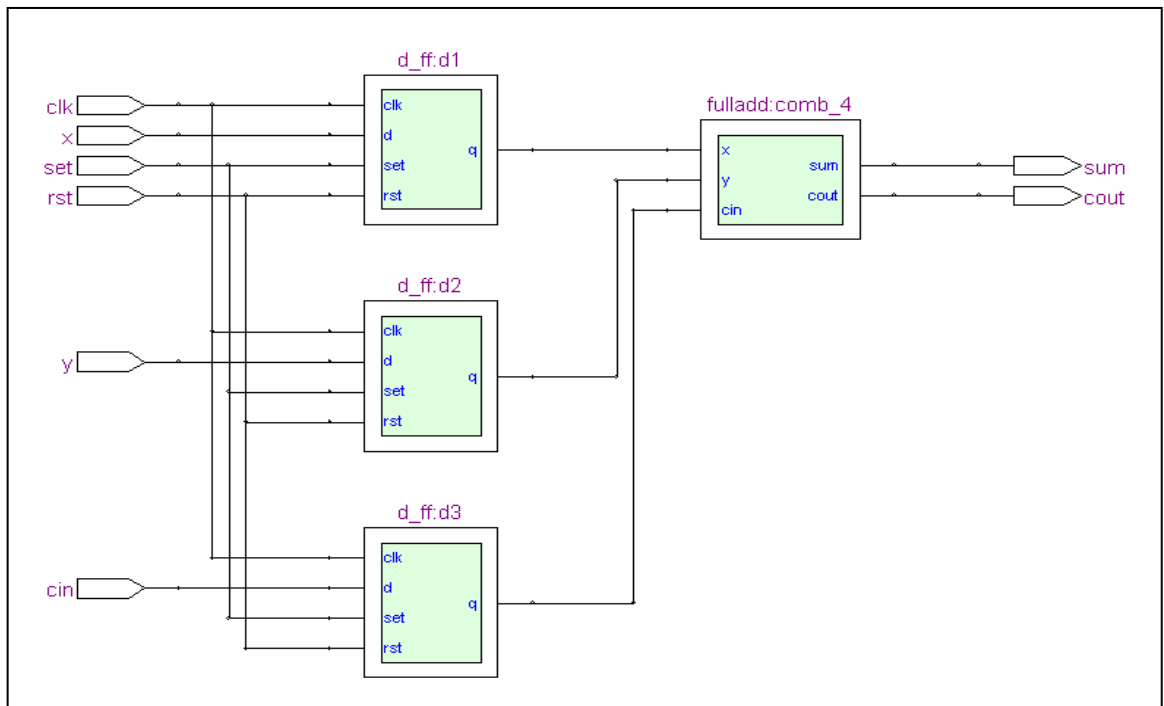 d_ff:d1
clk
x
set
rst
clk
d
set
rst
q
fulladd:comb_4
x
y
cin
sum
cout
sum
cout
d_ff:d2
y
clk
d
set
rst
q
d_ff:d3
cin
clk
d
set
rst
q